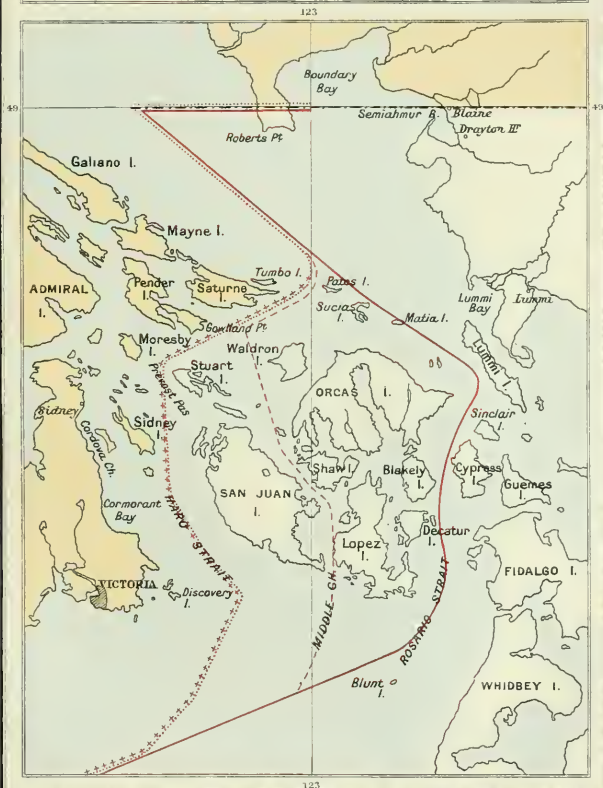 123
Boundary
Bay
49
49
Semiahmur B.
Blaine
Drayton Hr
Roberts Pt
Galiano I.
Mayne I.
Tumbo I.
Patos I.
ADMIRAL
I.
Pender
I.
Saturne
I.
Sucias
I.
Matia I.
Lummi
Bay
Lummi
Gowlland Pt
Moresby
I.
Waldron
I.
Lummi I.
Prevost Pas
Stuart
I.
ORCAS I.
Sinclair
I.
Sidney
Sidney
I.
Cordova Ch.
Shaw I.
Blakely
I.
Cypress
I.
Guemes
I.
SAN JUAN
I.
Cormorant
Bay
HARO STRAIT
Lopez
I.
Decatur
I.
FIDALGO I.
VICTORIA
Discovery
I.
MIDDLE CH.
ROSARIO STRAIT
Blunt
I.
WHIDBEY I.
123